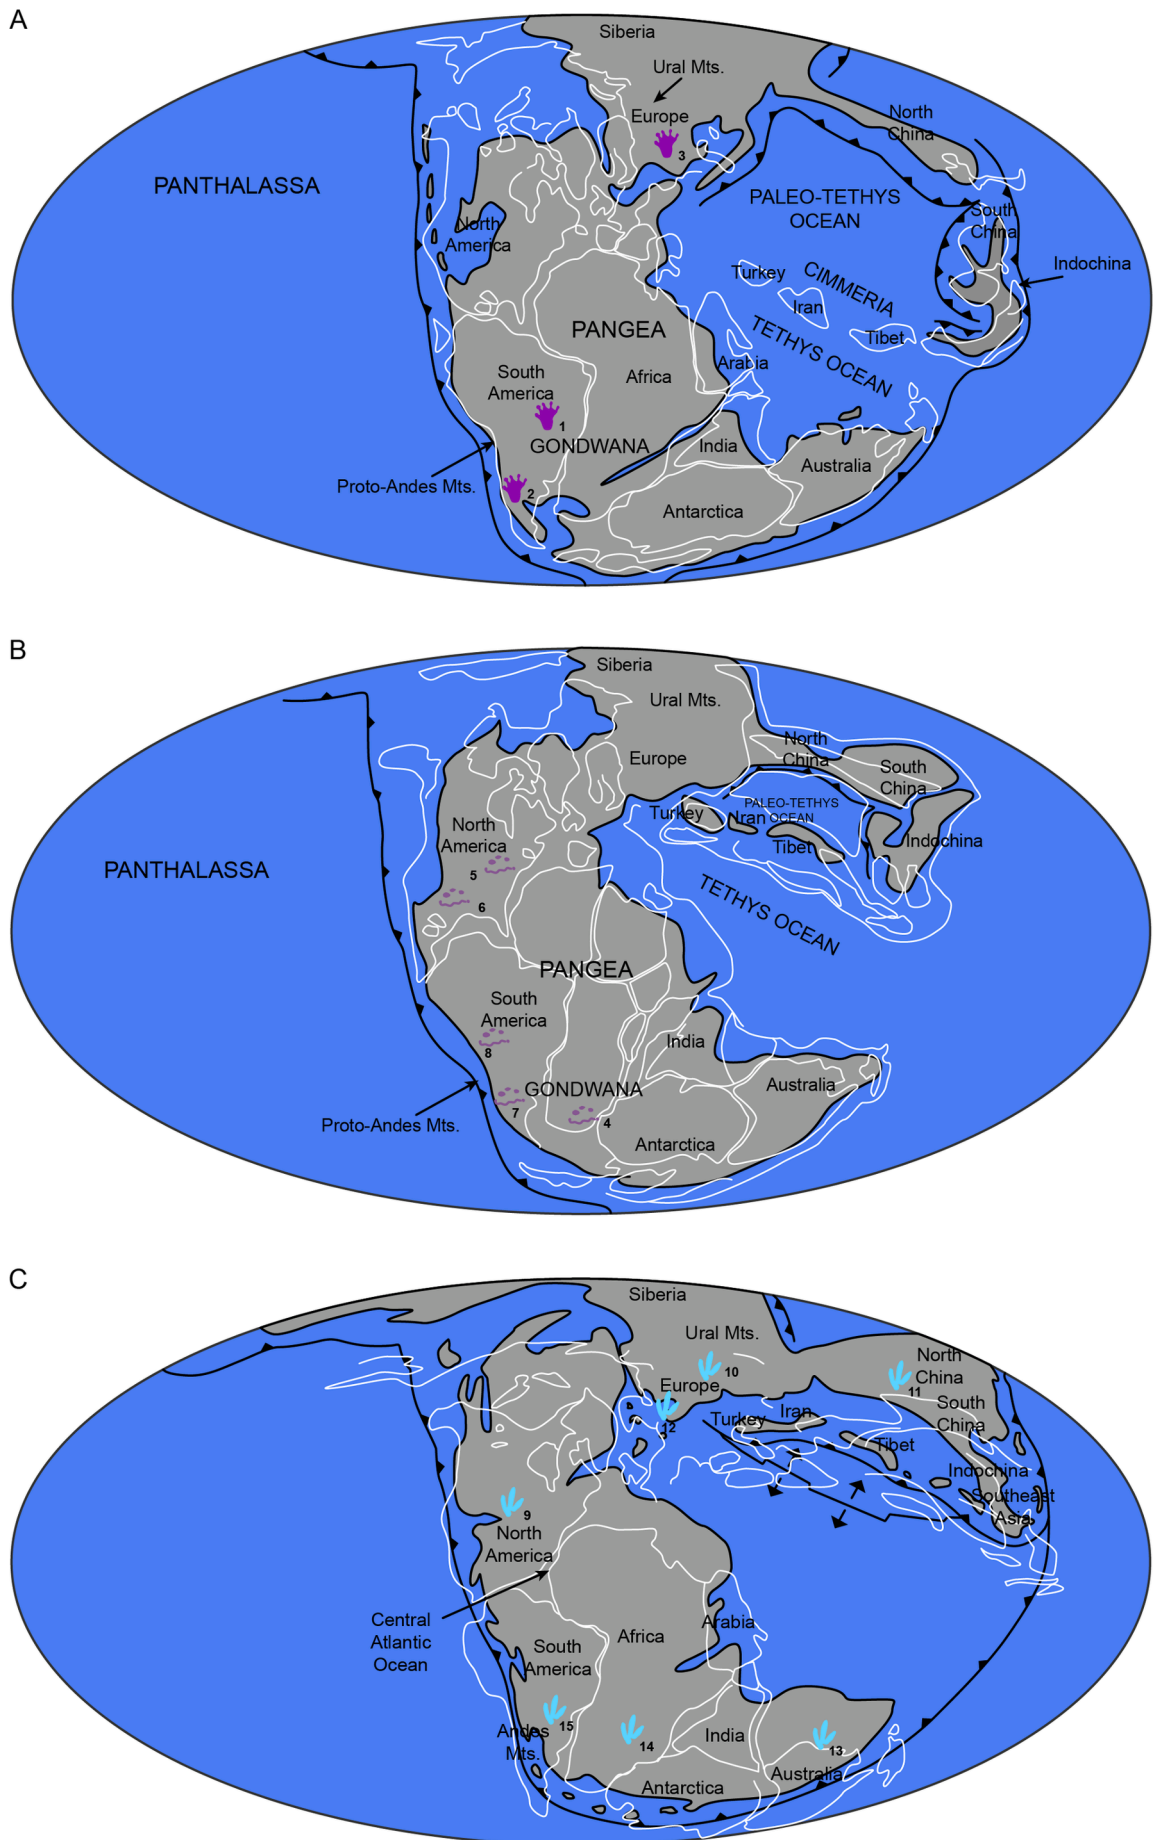 A
Siberia
Ural Mts.
Europe
3
North
China
PANTHALASSA
PALEO-TETHYS
OCEAN
North
America
South
China
Indochina
Turkey
CIMMERIA
Iran
Tibet
TETHYS OCEAN
PANGEA
Arabia
South
America
Africa
1
GONDWANA
India
Australia
Proto-Andes Mts.
2
Antarctica
B
Siberia
Ural Mts.
Europe
North
China
South
China
Turkey
Iran
PALEO-TETHYS
OCEAN
Tibet
Indochina
North
America
5
6
PANTHALASSA
TETHYS OCEAN
PANGEA
South
America
8
India
GONDWANA
Australia
7
4
Proto-Andes Mts.
Antarctica
C
Siberia
Ural Mts.
10
Europe
North
China
11
12
Turkey
Iran
South
China
Tibet
Indochina
Southeast
Asia
9
North
America
Central
Atlantic
Ocean
Africa
Arabia
South
America
Andes
Mts.
15
14
India
13
Australia
Antarctica